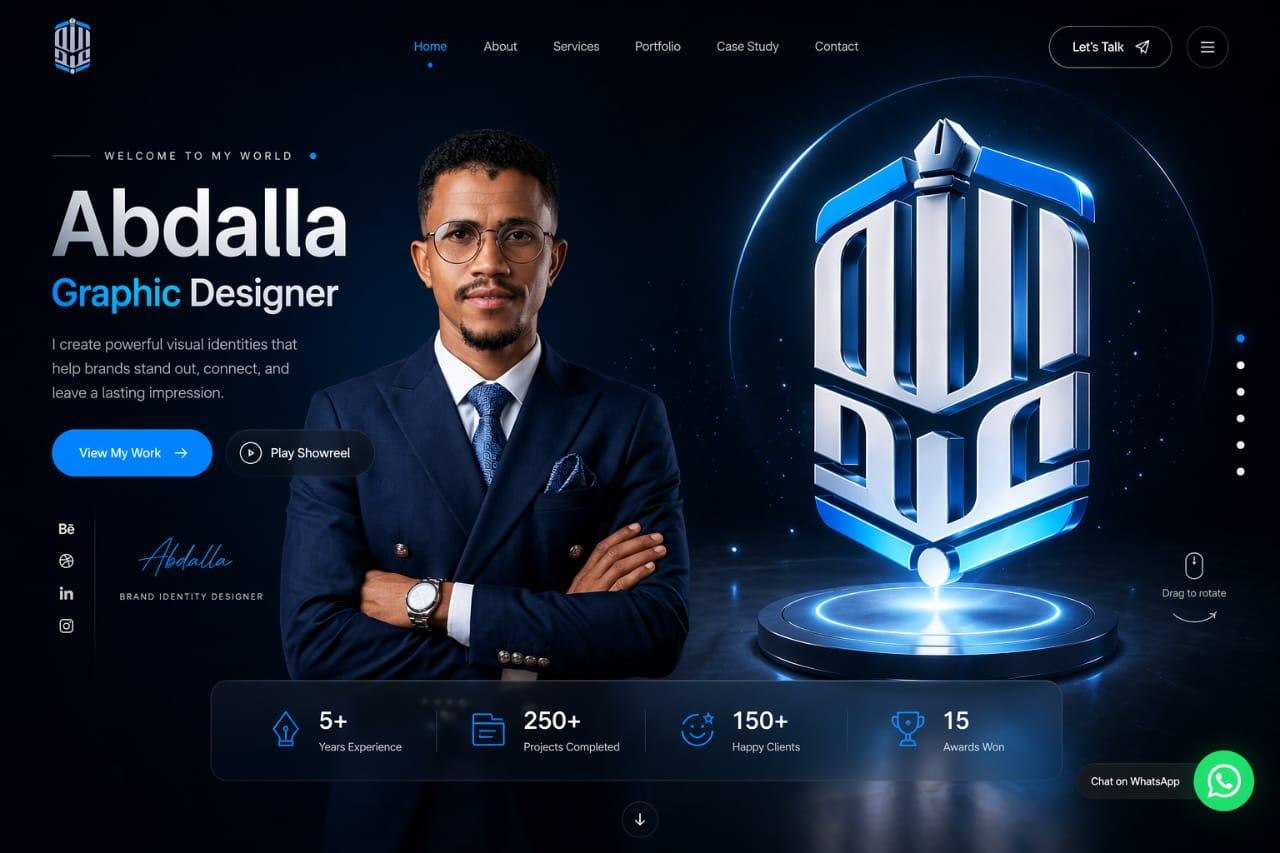 Home
About
Services
Portfolio
Case Study
Contact
Let's Talk
WELCOME TO MY WORLD
Abdalla
Graphic Designer
I create powerful visual identities that
help brands stand out, connect, and
leave a lasting impression.
View My Work
Play Showreel
Bē
in
Abdalla
BRAND IDENTITY DESIGNER
Drag to rotate
5+
Years Experience
250+
Projects Completed
150+
Happy Clients
15
Awards Won
Chat on WhatsApp